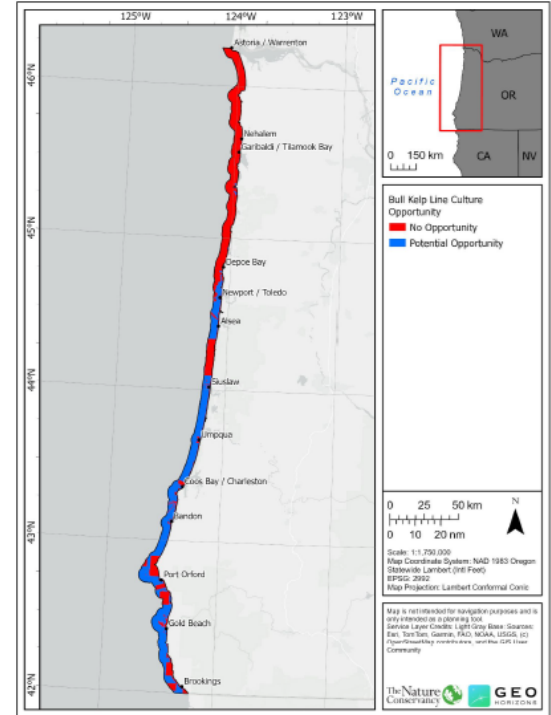 125°W
124°W
123°W
Astoria / Warrenton
46°N
Nehalem
Garibaldi / Tilamook Bay
45°N
Depoe Bay
Newport / Toledo
Alsea
44°N
Siuslaw
Umpqua
Coos Bay / Charleston
Bandon
43°N
Port Orford
Gold Beach
42°N
Brookings
125°W
124°W
WA
Pacific
Ocean
OR
0 150 km
CA
NV
Bull Kelp Line Culture
Opportunity
No Opportunity
Potential Opportunity
0 25 50 km
N
0 10 20 nm
Scale: 1:1,750,000
Map Coordinate System: NAD 1983 Oregon
Statewide Lambert (Intl Feet)
EPSG: 2992
Map Projection: Lambert Conformal Conic
Map is not intended for navigation purposes and is
only intended as a planning tool.
Service Layer Credits: Light Gray Base: Sources:
Esri, TomTom, Garmin, FAO, NOAA, USGS, (c)
OpenStreetMap contributors, and the GIS User
Community
The Nature
Conservancy
GEO
HORIZONS